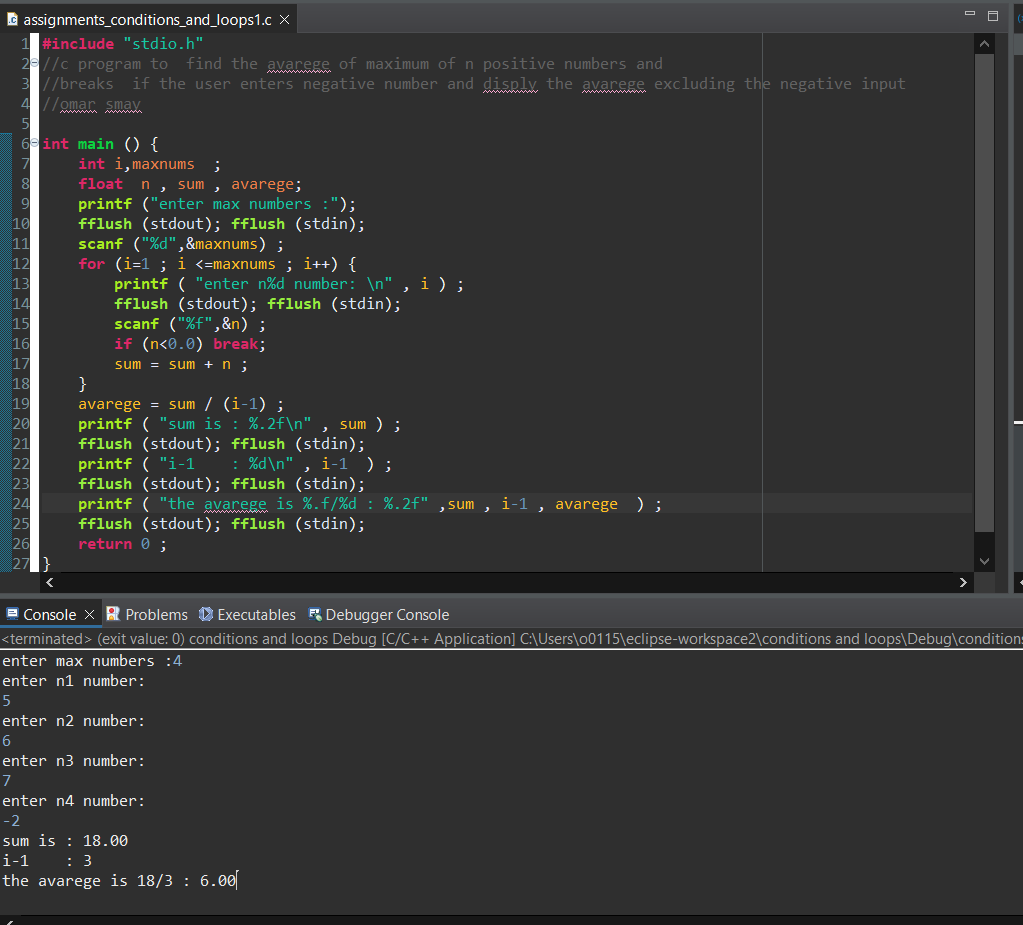 assignments_conditions_and_loops1.c
1 #include "stdio.h"
2 //c program to  find the avarege of maximum of n positive numbers and
3 //breaks  if the user enters negative number and disply the avarege excluding the negative input
4 //omar smay
5
6 int main () {
7     int i,maxnums  ;
8     float  n , sum , avarege;
9     printf ("enter max numbers :");
10     fflush (stdout); fflush (stdin);
11     scanf ("%d",&maxnums) ;
12     for (i=1 ; i <=maxnums ; i++) {
13         printf ( "enter n%d number: \n" , i ) ;
14         fflush (stdout); fflush (stdin);
15         scanf ("%f",&n) ;
16         if (n<0.0) break;
17         sum = sum + n ;
18     }
19     avarege = sum / (i-1) ;
20     printf ( "sum is : %.2f\n" , sum ) ;
21     fflush (stdout); fflush (stdin);
22     printf ( "i-1    : %d\n" , i-1  ) ;
23     fflush (stdout); fflush (stdin);
24     printf ( "the avarege is %.f/%d : %.2f" ,sum , i-1 , avarege  ) ;
25     fflush (stdout); fflush (stdin);
26     return 0 ;
27 }
Console Problems Executables Debugger Console
<terminated> (exit value: 0) conditions and loops Debug [C/C++ Application] C:\Users\o0115\eclipse-workspace2\conditions and loops\Debug\conditions
enter max numbers :4
enter n1 number:
5
enter n2 number:
6
enter n3 number:
7
enter n4 number:
-2
sum is : 18.00
i-1    : 3
the avarege is 18/3 : 6.00